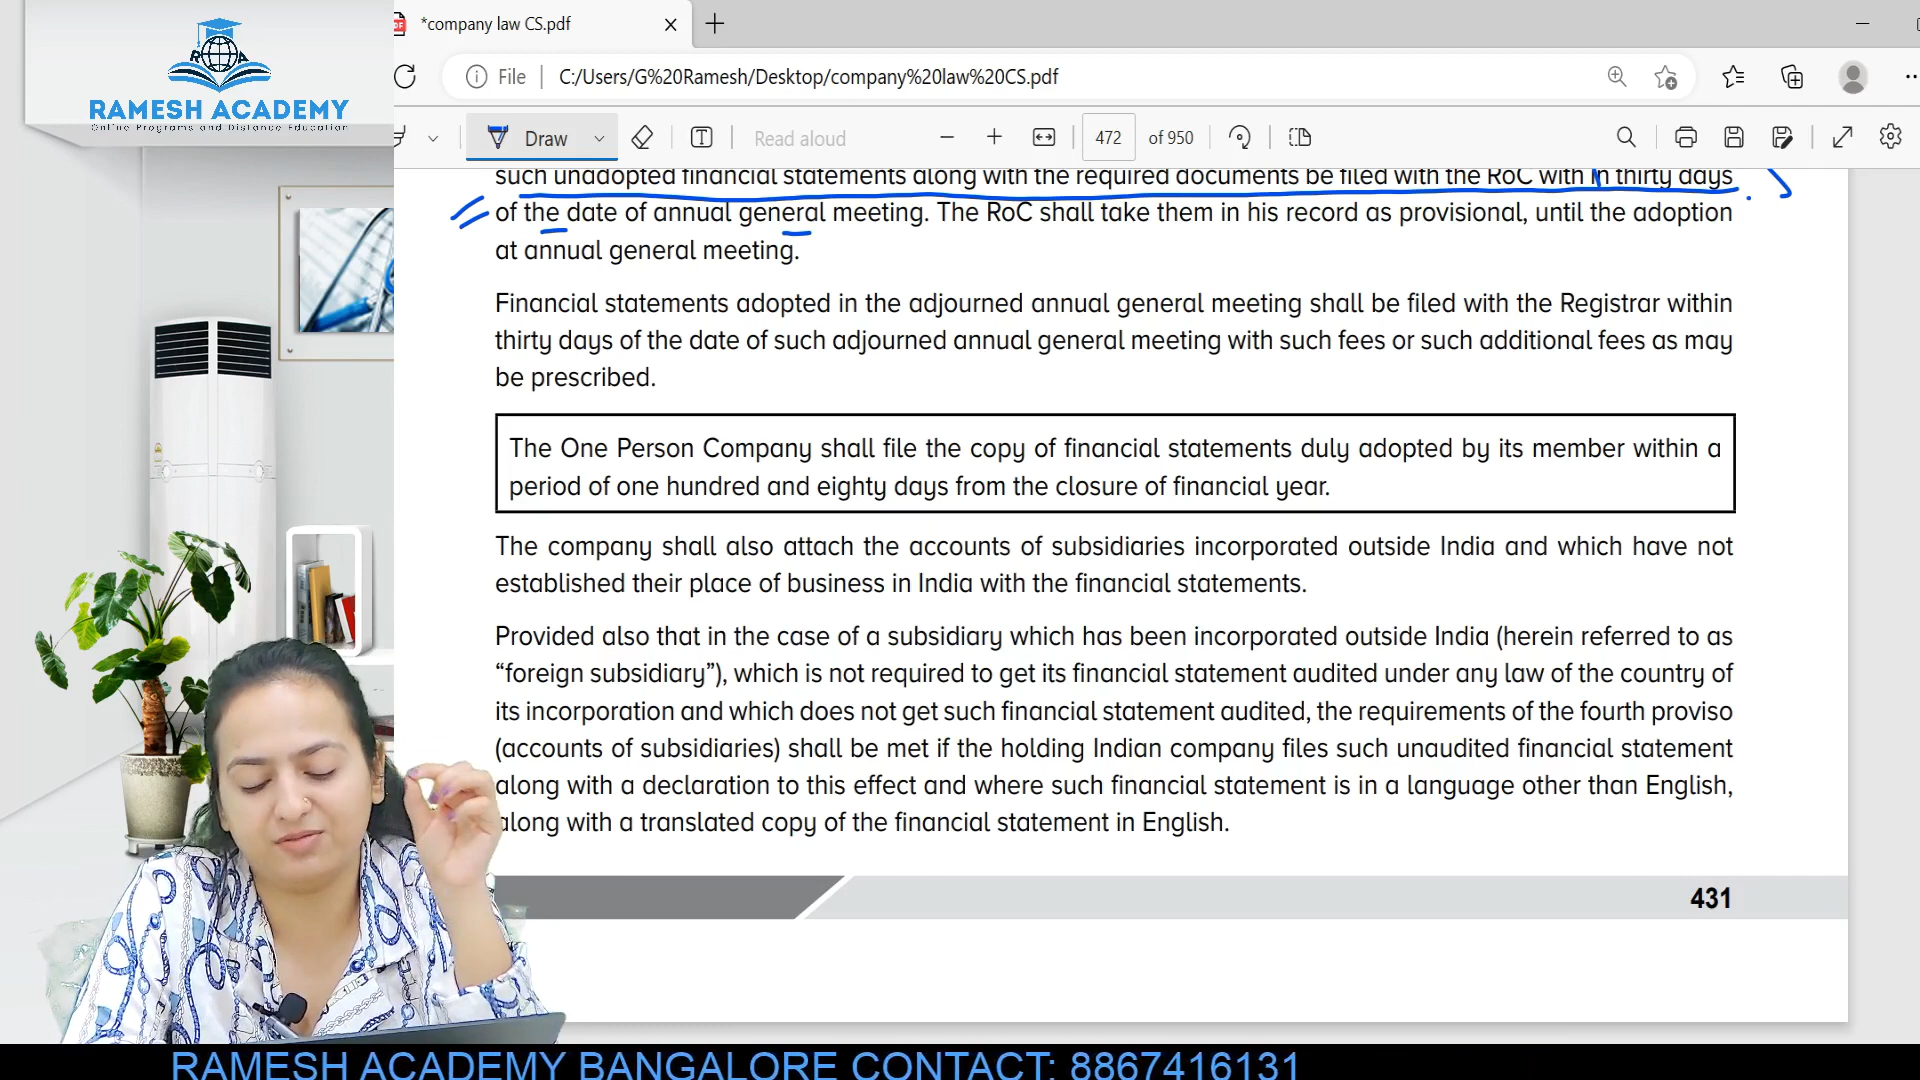 *company law CS.pdf
RAMESH ACADEMY
Online Programs and Distance Education
File
C:/Users/G%20Ramesh/Desktop/company%20law%20CS.pdf
Draw
Read aloud
472 of 950
such unadopted financial statements along with the required documents be filed with the RoC with in thirty days
of the date of annual general meeting. The RoC shall take them in his record as provisional, until the adoption
at annual general meeting.
Financial statements adopted in the adjourned annual general meeting shall be filed with the Registrar within
thirty days of the date of such adjourned annual general meeting with such fees or such additional fees as may
be prescribed.
The One Person Company shall file the copy of financial statements duly adopted by its member within a
period of one hundred and eighty days from the closure of financial year.
The company shall also attach the accounts of subsidiaries incorporated outside India and which have not
established their place of business in India with the financial statements.
Provided also that in the case of a subsidiary which has been incorporated outside India (herein referred to as
“foreign subsidiary”), which is not required to get its financial statement audited under any law of the country of
its incorporation and which does not get such financial statement audited, the requirements of the fourth proviso
(accounts of subsidiaries) shall be met if the holding Indian company files such unaudited financial statement
along with a declaration to this effect and where such financial statement is in a language other than English,
along with a translated copy of the financial statement in English.
431
RAMESH ACADEMY BANGALORE CONTACT: 8867416131